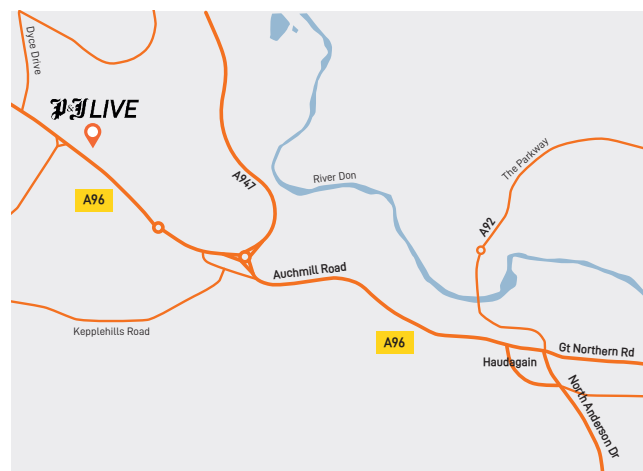 Dyce Drive
P&J LIVE
A96
A947
River Don
The Parkway
A92
Auchmill Road
Kepplehills Road
A96
Gt Northern Rd
Haudagain
North Anderson Dr